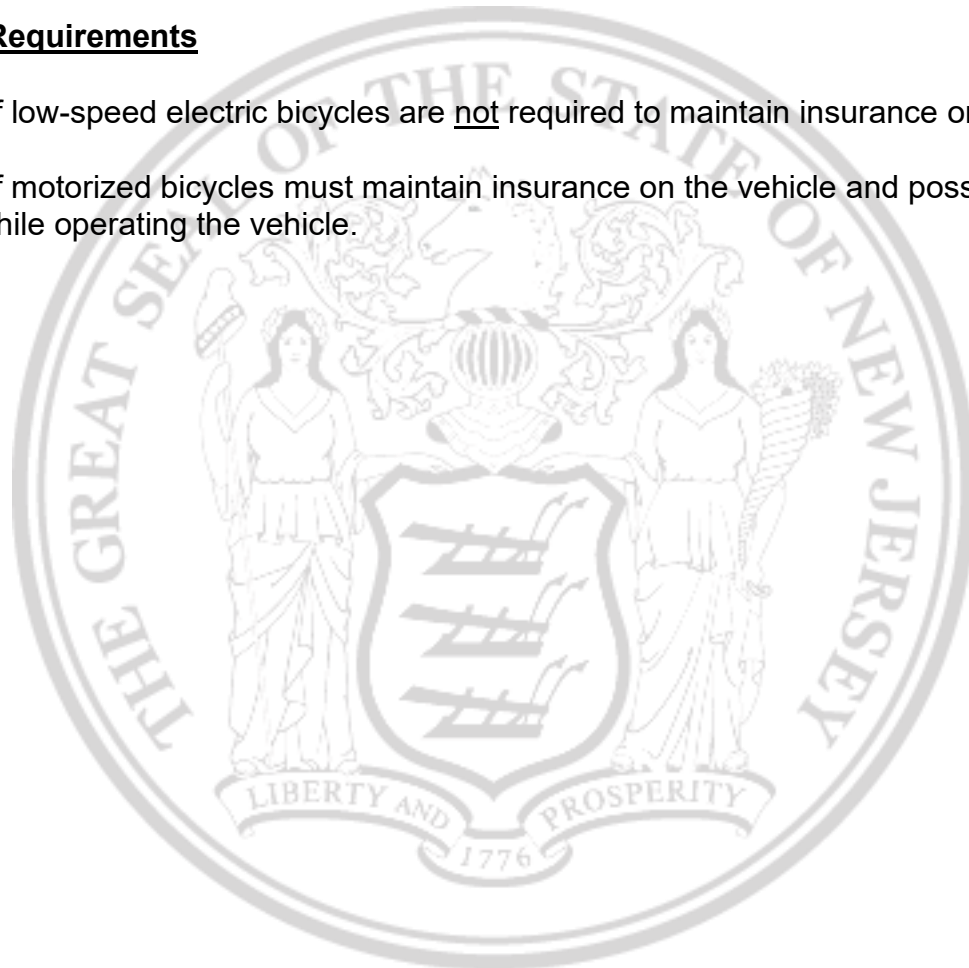 Requirements
f low-speed electric bicycles are not required to maintain insurance or
f motorized bicycles must maintain insurance on the vehicle and poss
hile operating the vehicle.
THE GREAT SEAL OF THE STATE OF NEW JERSEY
LIBERTY AND PROSPERITY
1776